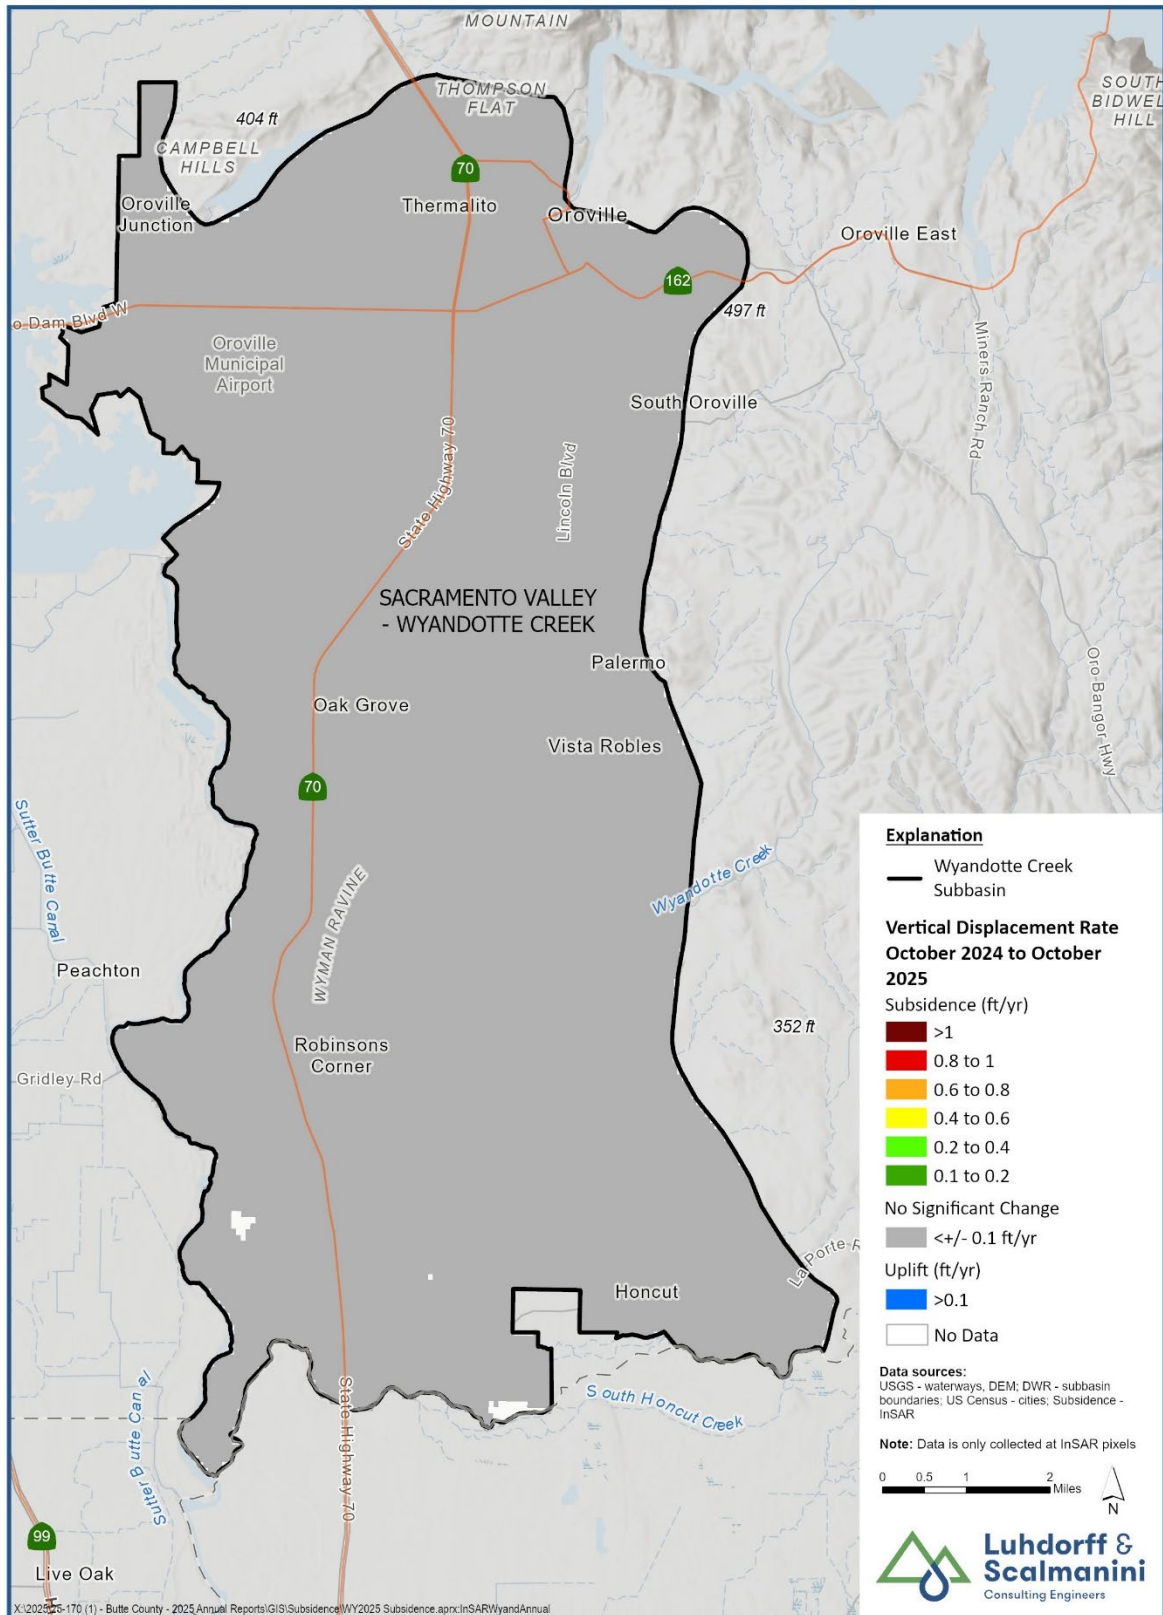 MOUNTAIN
THOMPSON
FLAT
SOUTH
BIDWELL
HILL
404 ft
CAMPBELL
HILLS
70
Oroville
Junction
Thermalito
Oroville
Oroville East
162
497 ft
o Dam Blvd W
Oroville
Municipal
Airport
Miners Ranch Rd
South Oroville
State Highway 70
Lincoln Blvd
SACRAMENTO VALLEY
- WYANDOTTE CREEK
Palermo
Oro Bangor Hwy
Oak Grove
Vista Robles
70
Sutter Butte Canal
Wyandotte Creek
WYMAN RAVINE
Peachton
352 ft
Robinsons
Corner
Gridley Rd
La Porte R
Honcut
South Honcut Creek
State Highway 70
Sutter Butte Canal
99
Live Oak
H
X:\2025\25-170 (1) - Butte County - 2025 Annual Reports\GIS\Subsidence\WY2025 Subsidence.aprx:InSARWyandAnnual
Explanation
Wyandotte Creek
Subbasin
Vertical Displacement Rate
October 2024 to October
2025
Subsidence (ft/yr)
>1
0.8 to 1
0.6 to 0.8
0.4 to 0.6
0.2 to 0.4
0.1 to 0.2
No Significant Change
<+/- 0.1 ft/yr
Uplift (ft/yr)
>0.1
No Data
Data sources:
USGS - waterways, DEM; DWR - subbasin
boundaries; US Census - cities; Subsidence -
InSAR
Note: Data is only collected at InSAR pixels
0 0.5 1 2
Miles
N
Luhdorff &
Scalmanini
Consulting Engineers